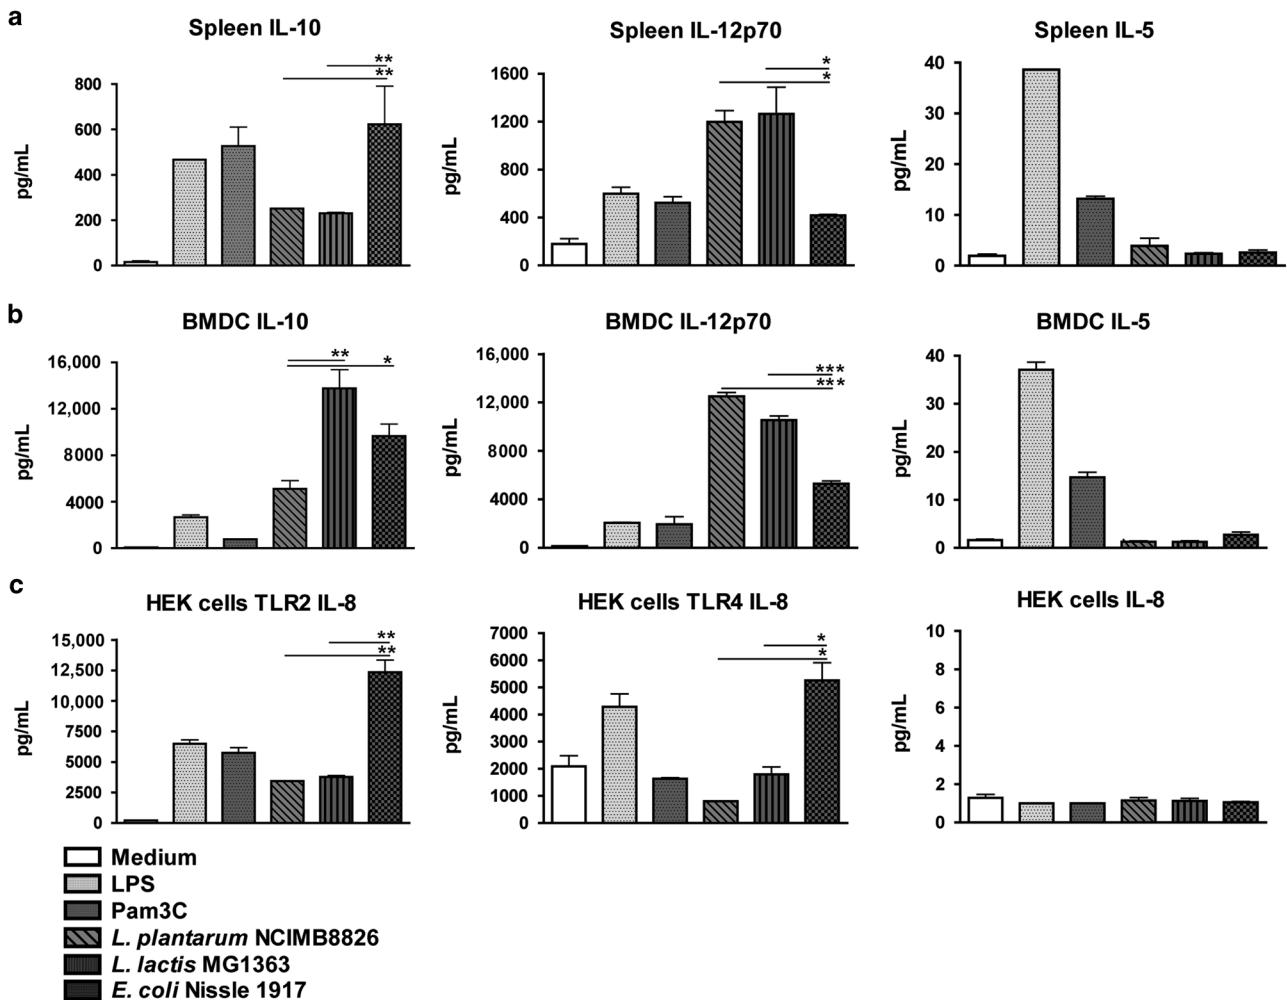 a
Spleen IL-10
pg/mL
800
600
400
200
0
**
**
Spleen IL-12p70
pg/mL
1600
1200
800
400
0
*
*
Spleen IL-5
pg/mL
40
30
20
10
0
b
BMDC IL-10
pg/mL
16,000
12,000
8000
4000
0
**
*
BMDC IL-12p70
pg/mL
16,000
12,000
8000
4000
0
***
***
BMDC IL-5
pg/mL
40
30
20
10
0
c
HEK cells TLR2 IL-8
pg/mL
15,000
12,500
10,000
7500
5000
2500
0
**
**
HEK cells TLR4 IL-8
pg/mL
7000
6000
5000
4000
3000
2000
1000
0
*
*
HEK cells IL-8
pg/mL
10
8
6
4
2
0
Medium
LPS
Pam3C
L. plantarum NCIMB8826
L. lactis MG1363
E. coli Nissle 1917